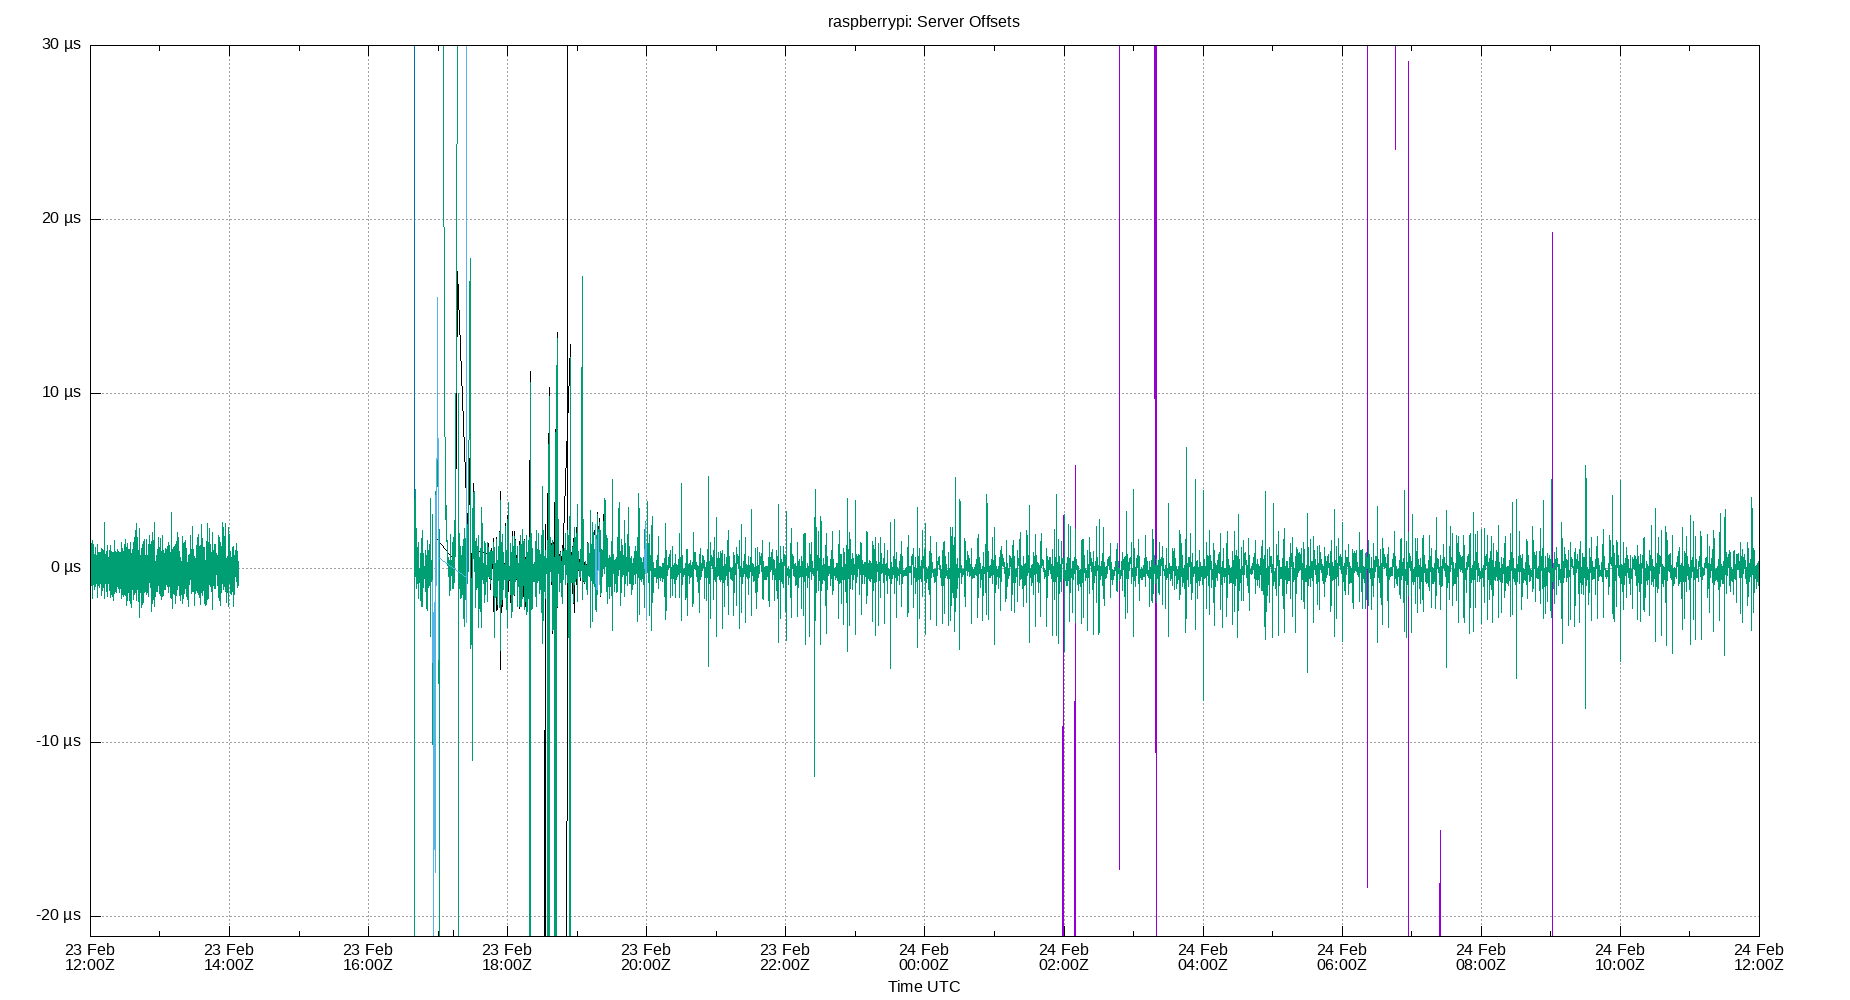 raspberrypi: Server Offsets
30 µs
20 µs
10 µs
0 µs
-10 µs
-20 µs
23 Feb
12:00Z
23 Feb
14:00Z
23 Feb
16:00Z
23 Feb
18:00Z
23 Feb
20:00Z
23 Feb
22:00Z
24 Feb
00:00Z
24 Feb
02:00Z
24 Feb
04:00Z
24 Feb
06:00Z
24 Feb
08:00Z
24 Feb
10:00Z
24 Feb
12:00Z
Time UTC